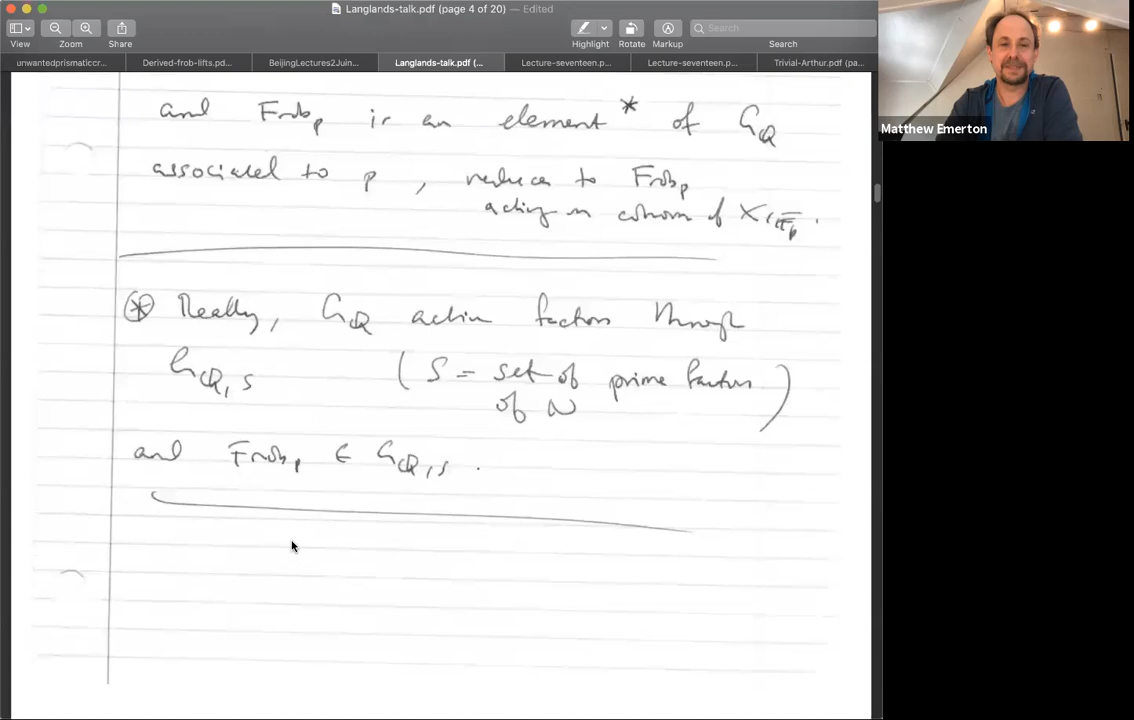 Langlands-talk.pdf (page 4 of 20) — Edited
View Zoom Share Highlight Rotate Markup Search
Search
unwantedprismaticcr... Derived-frob-lifts.pd... BeijingLectures2Juin... Langlands-talk.pdf (... Lecture-seventeen.p... Lecture-seventeen.p... Trivial-Arthur.pdf (pa...
Matthew Emerton
and Frob_p is an element * of G_Q
associated to p, reduces to Frob_p
acting on cohom of X_/F̄_p.
⊛ Really, G_Q action factors through
G_Q,S (S = set of prime factors
of N)
and Frob_p ∈ G_Q,S.